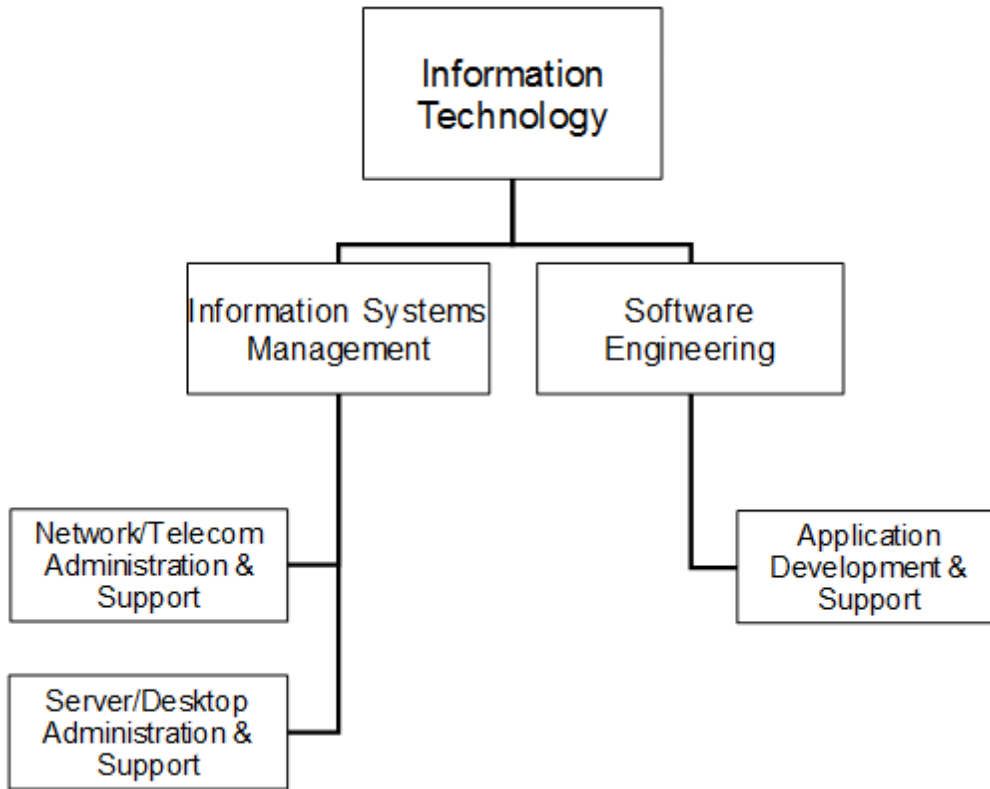 Information
Technology
Information Systems
Management
Software
Engineering
Network/Telecom
Administration &
Support
Application
Development &
Support
Server/Desktop
Administration &
Support